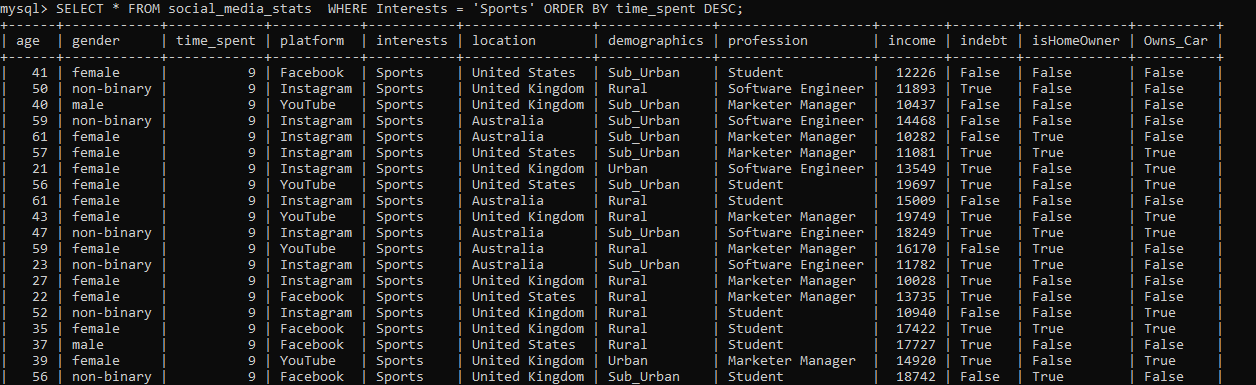 mysql> SELECT * FROM social_media_stats  WHERE Interests = 'Sports' ORDER BY time_spent DESC;
+------+------------+------------+-----------+-----------+----------------+--------------+-------------------+--------+--------+-------------+----------+
| age  | gender     | time_spent | platform  | interests | location       | demographics | profession        | income | indebt | isHomeOwner | Owns_Car |
+------+------------+------------+-----------+-----------+----------------+--------------+-------------------+--------+--------+-------------+----------+
|   41 | female     |          9 | Facebook  | Sports    | United States  | Sub_Urban    | Student           |  12226 | False  | False       | False    |
|   50 | non-binary |          9 | Instagram | Sports    | United Kingdom | Rural        | Software Engineer |  11893 | True   | False       | False    |
|   40 | male       |          9 | YouTube   | Sports    | United Kingdom | Sub_Urban    | Marketer Manager  |  10437 | False  | False       | False    |
|   59 | non-binary |          9 | Instagram | Sports    | Australia      | Sub_Urban    | Software Engineer |  14468 | False  | False       | False    |
|   61 | female     |          9 | Instagram | Sports    | Australia      | Sub_Urban    | Marketer Manager  |  10282 | False  | True        | False    |
|   57 | female     |          9 | Instagram | Sports    | United States  | Sub_Urban    | Marketer Manager  |  11081 | True   | True        | True     |
|   21 | female     |          9 | Instagram | Sports    | United Kingdom | Urban        | Software Engineer |  13549 | True   | False       | True     |
|   56 | female     |          9 | YouTube   | Sports    | United States  | Sub_Urban    | Student           |  19697 | True   | False       | True     |
|   61 | female     |          9 | Instagram | Sports    | Australia      | Rural        | Student           |  15009 | False  | False       | False    |
|   43 | female     |          9 | YouTube   | Sports    | United Kingdom | Rural        | Marketer Manager  |  19749 | True   | False       | True     |
|   47 | non-binary |          9 | Instagram | Sports    | Australia      | Sub_Urban    | Software Engineer |  18249 | True   | True        | True     |
|   59 | female     |          9 | YouTube   | Sports    | Australia      | Rural        | Marketer Manager  |  16170 | False  | True        | False    |
|   23 | non-binary |          9 | Instagram | Sports    | Australia      | Sub_Urban    | Software Engineer |  11782 | True   | True        | False    |
|   27 | female     |          9 | Instagram | Sports    | United Kingdom | Rural        | Marketer Manager  |  10028 | True   | False       | True     |
|   22 | female     |          9 | Facebook  | Sports    | United States  | Rural        | Marketer Manager  |  13735 | True   | False       | False    |
|   52 | non-binary |          9 | Instagram | Sports    | United Kingdom | Rural        | Student           |  10940 | False  | False       | True     |
|   35 | female     |          9 | Facebook  | Sports    | United Kingdom | Rural        | Student           |  17422 | True   | True        | True     |
|   37 | male       |          9 | Facebook  | Sports    | United States  | Rural        | Student           |  17727 | True   | False       | False    |
|   39 | female     |          9 | YouTube   | Sports    | United Kingdom | Urban        | Marketer Manager  |  14920 | True   | False       | True     |
|   56 | non-binary |          9 | Facebook  | Sports    | United Kingdom | Sub_Urban    | Student           |  18742 | False  | True        | False    |